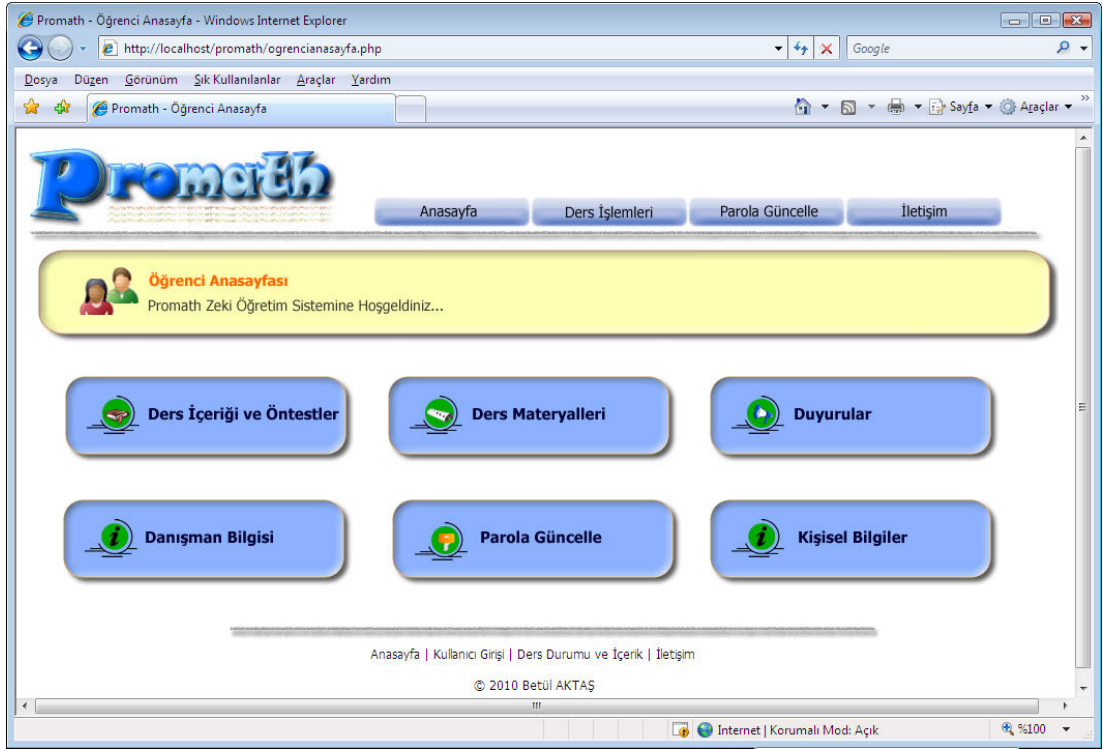 Promath - Öğrenci Anasayfa - Windows Internet Explorer
http://localhost/promath/ogrencianasayfa.php
Google
Dosya Düzen Görünüm Sık Kullanılanlar Araçlar Yardım
Promath - Öğrenci Anasayfa
Sayfa Araçlar
Promath
Anasayfa Ders İşlemleri Parola Güncelle İletişim
Öğrenci Anasayfası
Promath Zeki Öğretim Sistemine Hoşgeldiniz...
Ders İçeriği ve Öntestler Ders Materyalleri Duyurular
Danışman Bilgisi Parola Güncelle Kişisel Bilgiler
Anasayfa | Kullanıcı Girişi | Ders Durumu ve İçerik | İletişim
© 2010 Betül AKTAŞ
Internet | Korumalı Mod: Açık %100